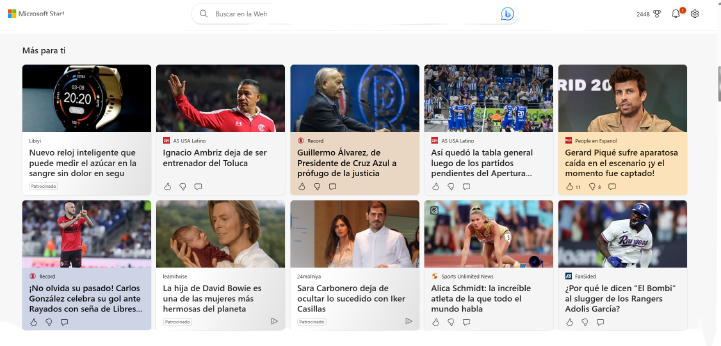 Microsoft Start
Buscar en la Web
2448
Más para ti
03-08
20:20
Libiyi
Nuevo reloj inteligente que
puede medir el azúcar en la
sangre sin dolor en segu
Patrocinado
AS USA Latino
Ignacio Ambriz deja de ser
entrenador del Toluca
Record
Guillermo Álvarez, de
Presidente de Cruz Azul a
prófugo de la justicia
AS USA Latino
Así quedó la tabla general
luego de los partidos
pendientes del Apertura...
RID 20
People en Espanol
Gerard Piqué sufre aparatosa
caída en el escenario ¡y el
momento fue captado!
11
8
Record
¡No olvida su pasado! Carlos
González celebra su gol ante
Rayados con seña de Libres...
learnitwise
La hija de David Bowie es
una de las mujeres más
hermosas del planeta
Patrocinado
24malniya
Sara Carbonero deja de
ocultar lo sucedido con Iker
Casillas
Patrocinado
Sports Unlimited News
Alica Schmidt: la increíble
atleta de la que todo el
mundo habla
Rangers
FanSided
¿Por qué le dicen "El Bombi"
al slugger de los Rangers
Adolis García?